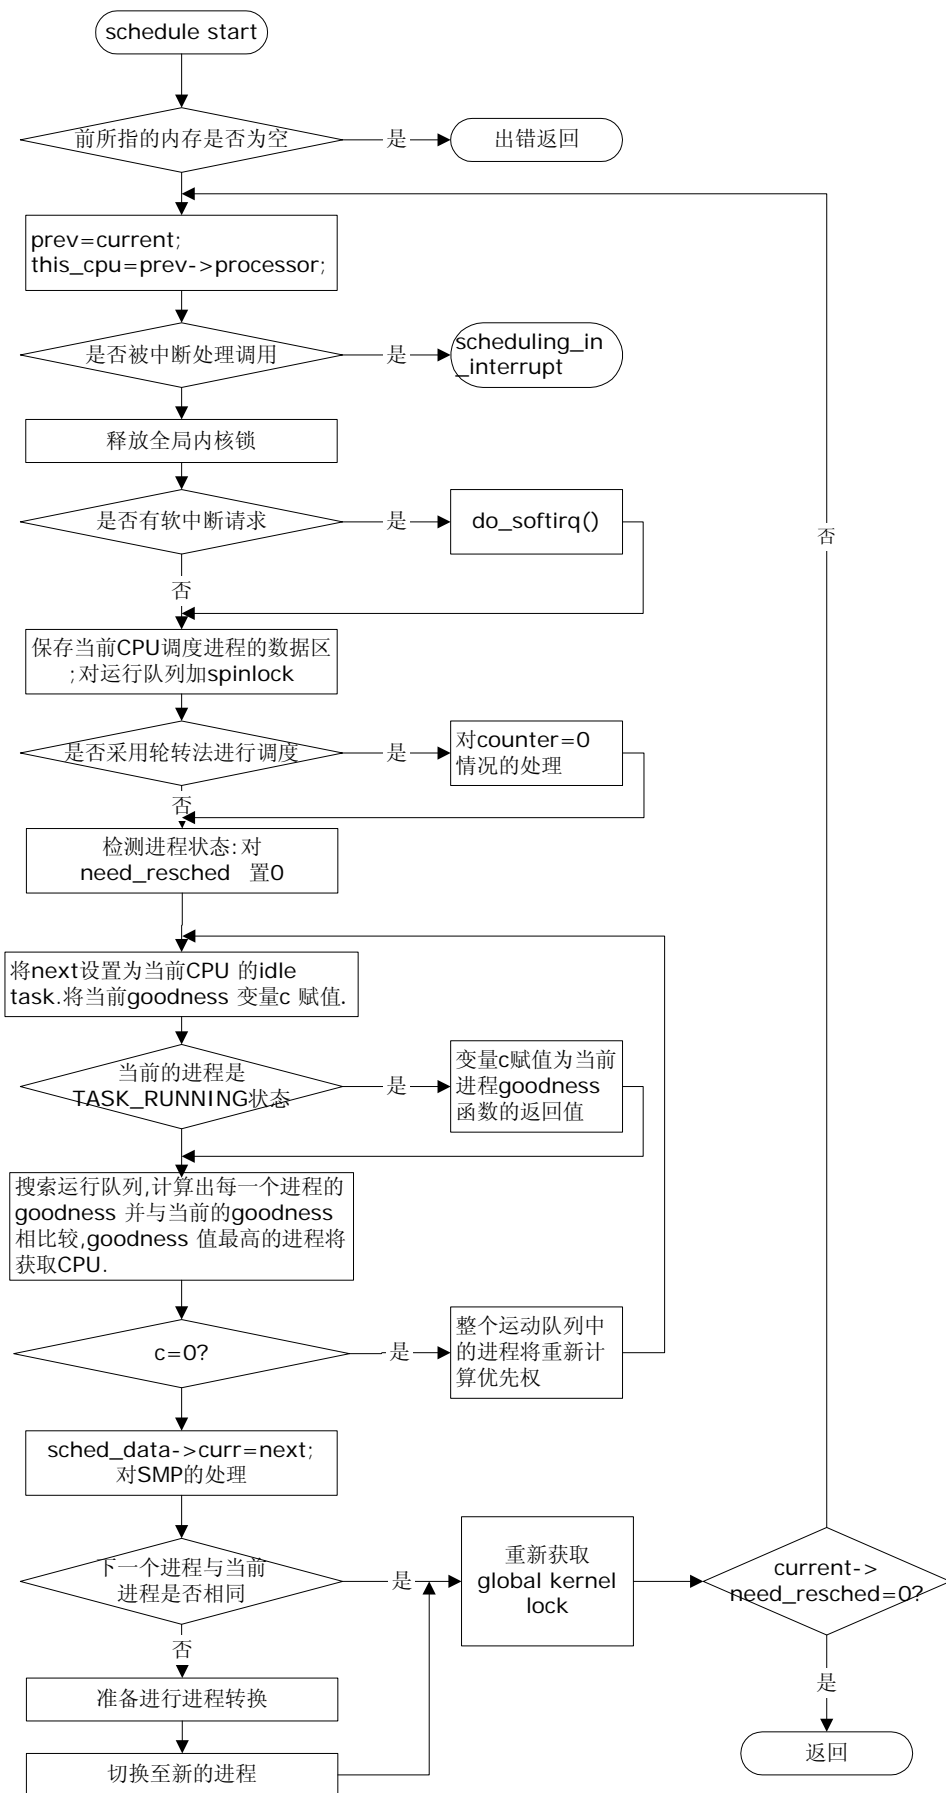 schedule start
前所指的内存是否为空
是
出错返回
prev=current;
this_cpu=prev->processor;
是否被中断处理调用
是
scheduling_in
_interrupt
释放全局内核锁
是否有软中断请求
是
do_softirq()
否
否
保存当前CPU调度进程的数据区
;对运行队列加spinlock
是否采用轮转法进行调度
是
对counter=0
情况的处理
否
检测进程状态:对
need_resched 置0
将next设置为当前CPU 的idle
task.将当前goodness 变量c 赋值.
当前的进程是
TASK_RUNNING状态
是
变量c赋值为当前
进程goodness
函数的返回值
搜索运行队列,计算出每一个进程的
goodness 并与当前的goodness
相比较,goodness 值最高的进程将
获取CPU.
c=0?
是
整个运动队列中
的进程将重新计
算优先权
sched_data->curr=next;
对SMP的处理
下一个进程与当前
进程是否相同
是
重新获取
global kernel
lock
current->
need_resched=0?
否
是
准备进行进程转换
切换至新的进程
返回